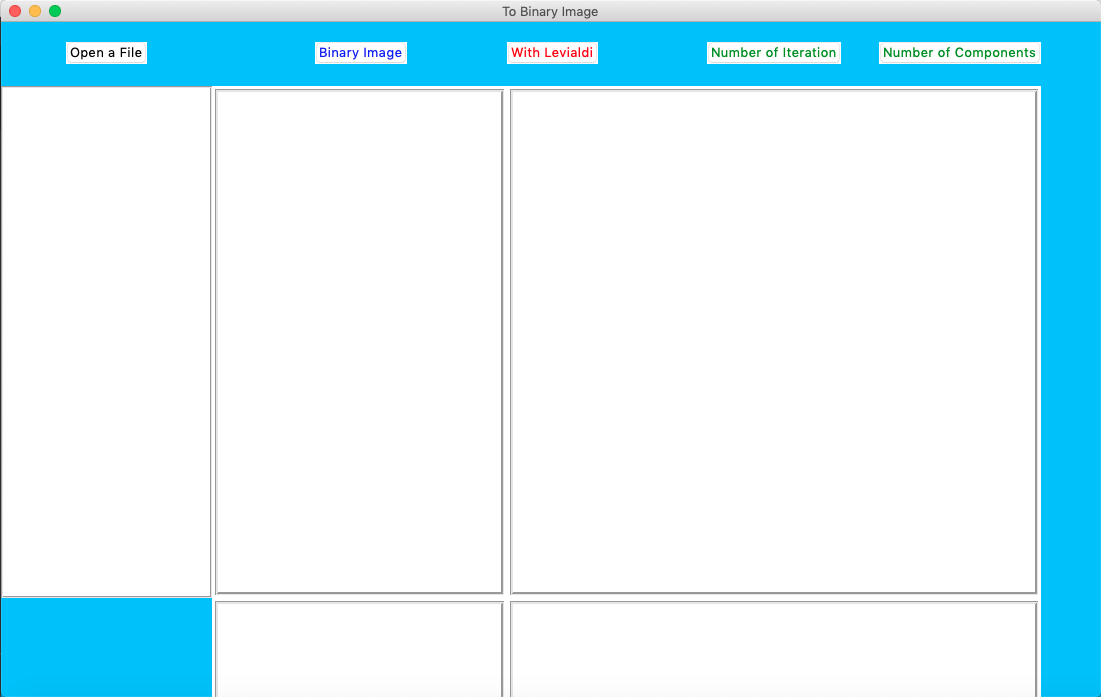 To Binary Image
Open a File
Binary Image
With Levialdi
Number of Iteration
Number of Components